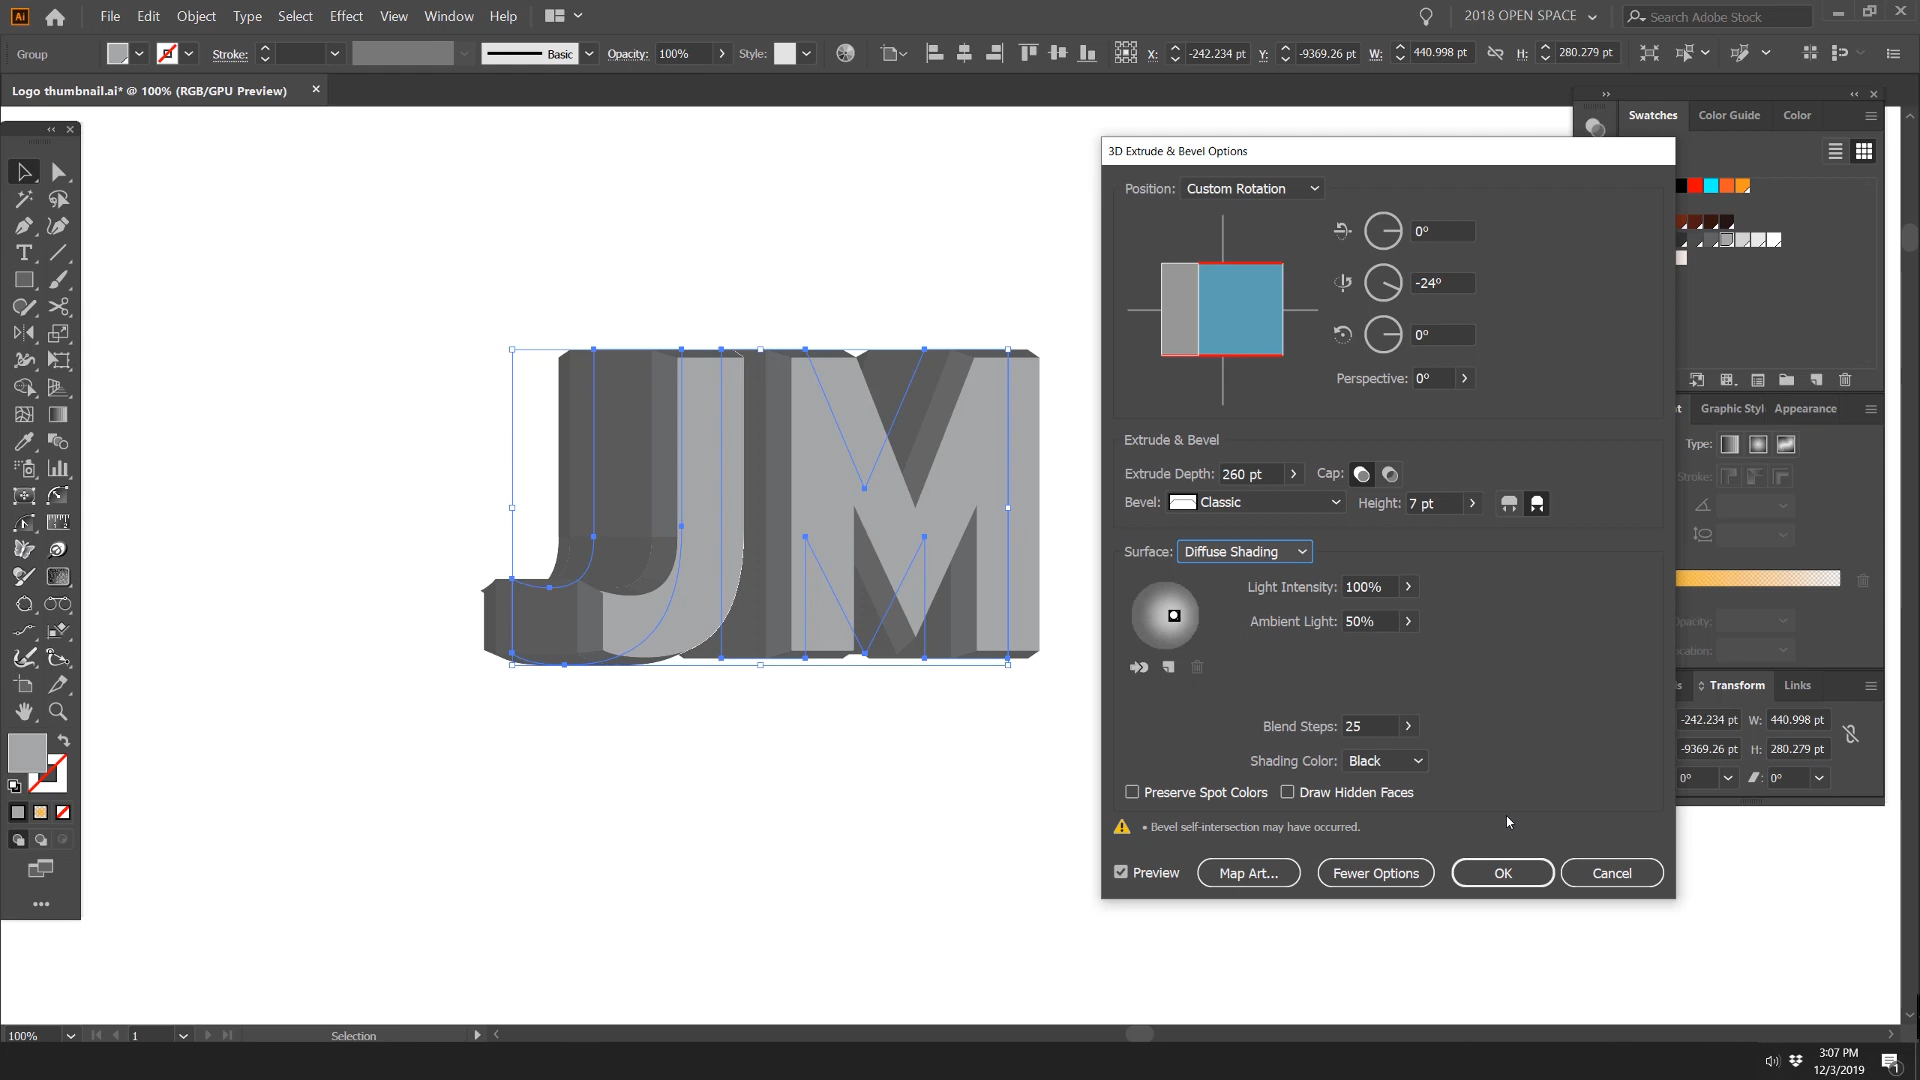 Ai File Edit Object Type Select Effect View Window Help 2018 OPEN SPACE Search Adobe Stock
Group Stroke: Basic Opacity: 100% Style: X: -242.234 pt Y: -9369.26 pt W: 440.998 pt H: 280.279 pt
Logo thumbnail.ai* @ 100% (RGB/GPU Preview)
Swatches Color Guide Color
3D Extrude & Bevel Options
Position: Custom Rotation
0°
-24°
0°
Perspective: 0°
Extrude & Bevel
Extrude Depth: 260 pt Cap:
Bevel: Classic Height: 7 pt
Surface: Diffuse Shading
Light Intensity: 100%
Ambient Light: 50%
Blend Steps: 25
Shading Color: Black
Preserve Spot Colors Draw Hidden Faces
• Bevel self-intersection may have occurred.
Preview Map Art... Fewer Options OK Cancel
JM
Graphic Styl Appearance
Type:
Stroke:
Transform Links
-242.234 pt W: 440.998 pt
-9369.26 pt H: 280.279 pt
0° 0°
100% 1 Selection
3:07 PM
12/3/2019
1